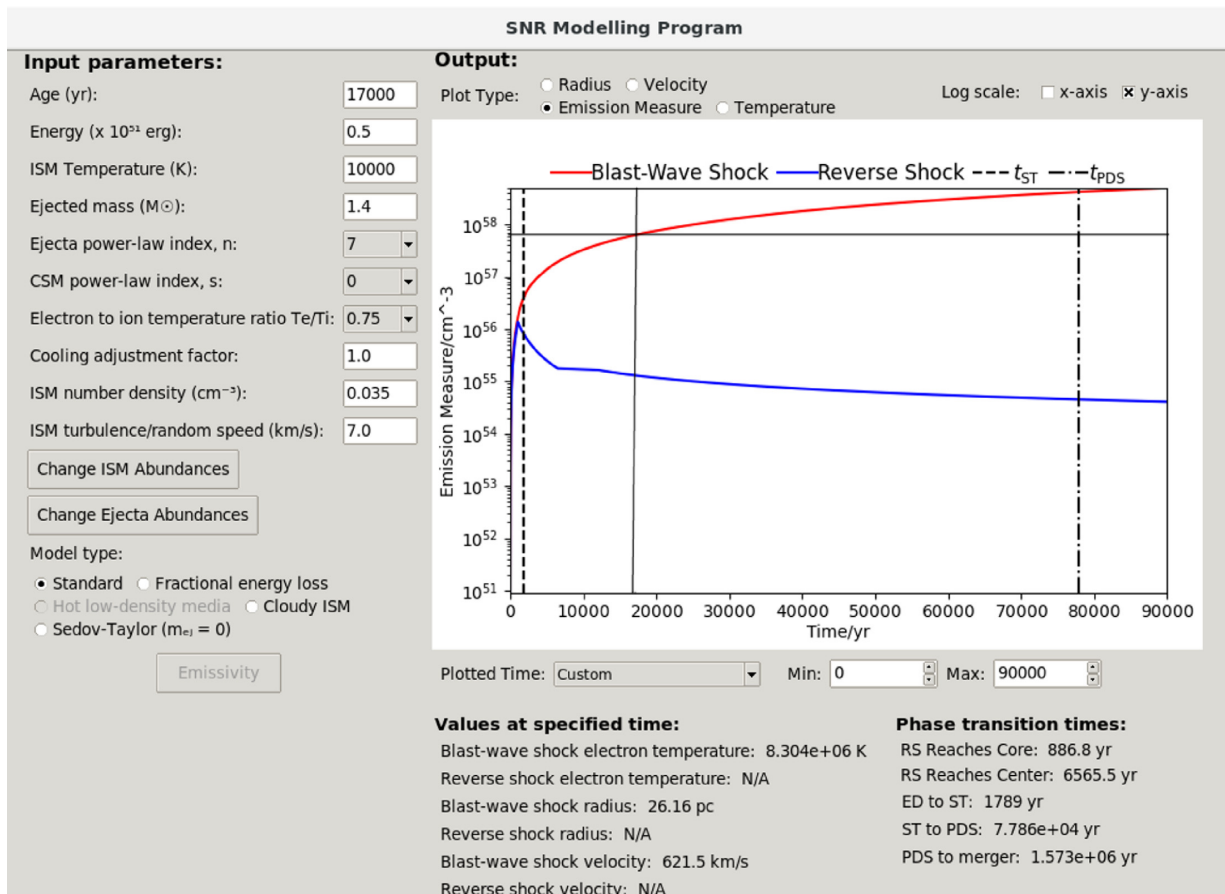 SNR Modelling Program
Input parameters:
Age (yr): 17000
Energy (x 10⁵¹ erg): 0.5
ISM Temperature (K): 10000
Ejected mass (M☉): 1.4
Ejecta power-law index, n: 7
CSM power-law index, s: 0
Electron to ion temperature ratio Te/Ti: 0.75
Cooling adjustment factor: 1.0
ISM number density (cm⁻³): 0.035
ISM turbulence/random speed (km/s): 7.0
Change ISM Abundances
Change Ejecta Abundances
Model type:
Standard Fractional energy loss
Hot low-density media Cloudy ISM
Sedov-Taylor (mₑⱼ = 0)
Emissivity
Output:
Plot Type: Radius Velocity
Emission Measure Temperature
Log scale: x-axis y-axis
Blast-Wave Shock Reverse Shock t_ST t_PDS
Emission Measure/cm^-3
10⁵⁸
10⁵⁷
10⁵⁶
10⁵⁵
10⁵⁴
10⁵³
10⁵²
10⁵¹
0 10000 20000 30000 40000 50000 60000 70000 80000 90000
Time/yr
Plotted Time: Custom Min: 0 Max: 90000
Values at specified time:
Blast-wave shock electron temperature: 8.304e+06 K
Reverse shock electron temperature: N/A
Blast-wave shock radius: 26.16 pc
Reverse shock radius: N/A
Blast-wave shock velocity: 621.5 km/s
Reverse shock velocity: N/A
Phase transition times:
RS Reaches Core: 886.8 yr
RS Reaches Center: 6565.5 yr
ED to ST: 1789 yr
ST to PDS: 7.786e+04 yr
PDS to merger: 1.573e+06 yr